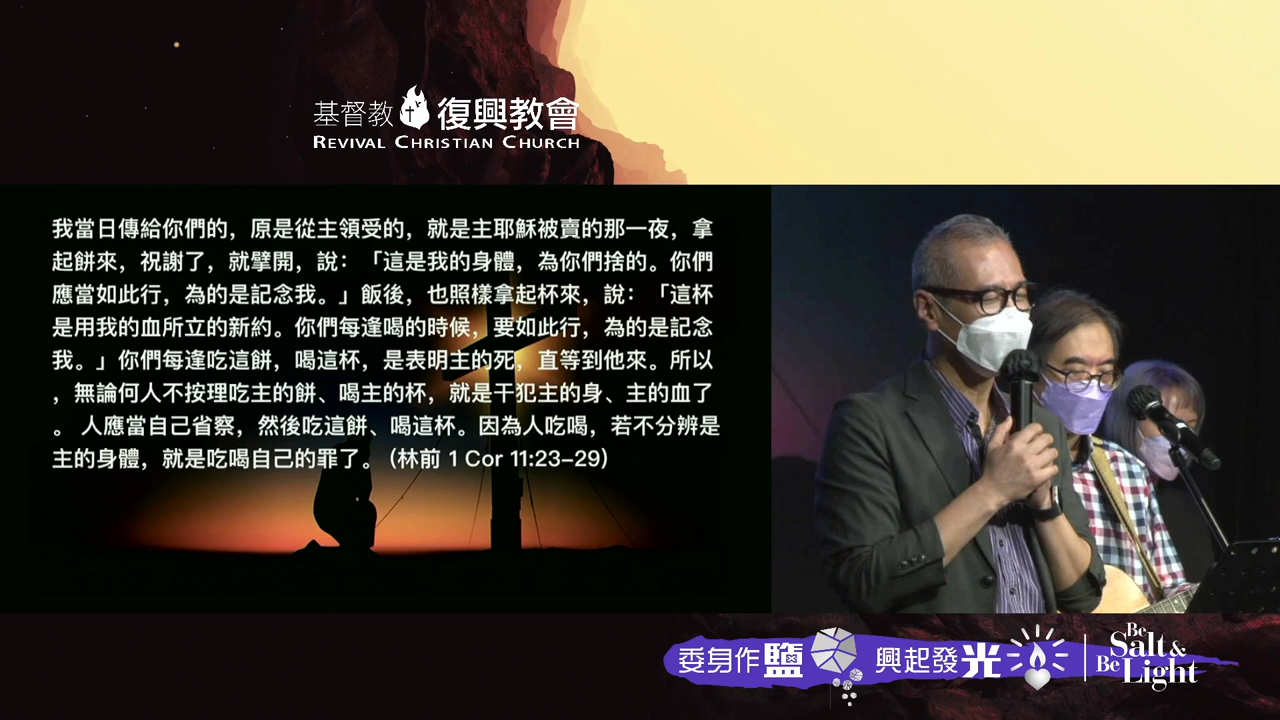 基督教 復興教會
REVIVAL CHRISTIAN CHURCH
我當日傳給你們的，原是從主領受的，就是主耶穌被賣的那一夜，拿
起餅來，祝謝了，就擘開，說：「這是我的身體，為你們捨的。你們
應當如此行，為的是記念我。」飯後，也照樣拿起杯來，說：「這杯
是用我的血所立的新約。你們每逢喝的時候，要如此行，為的是記念
我。」你們每逢吃這餅，喝這杯，是表明主的死，直等到他來。所以
，無論何人不按理吃主的餅、喝主的杯，就是干犯主的身、主的血了
。 人應當自己省察，然後吃這餅、喝這杯。因為人吃喝，若不分辨是
主的身體，就是吃喝自己的罪了。（林前 1 Cor 11:23–29）
委身作鹽 興起發光
Be
Salt &
Be Light